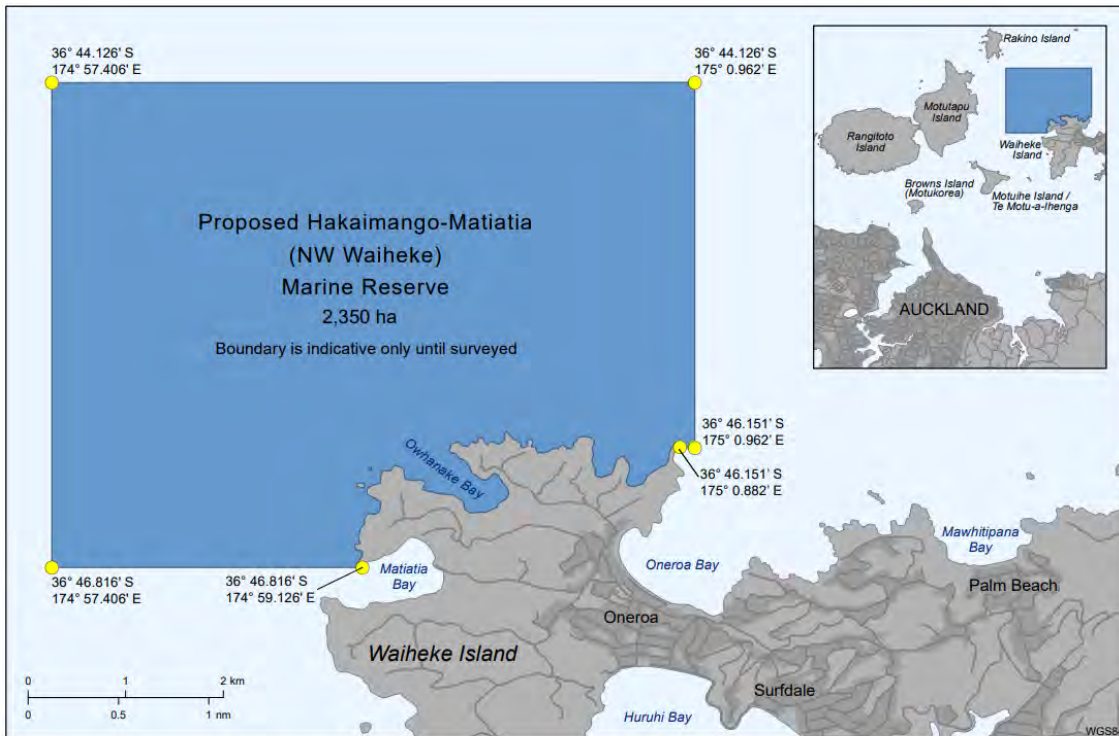 36° 44.126' S
174° 57.406' E
36° 44.126' S
175° 0.962' E
Proposed Hakaimango-Matiatia
(NW Waiheke)
Marine Reserve
2,350 ha
Boundary is indicative only until surveyed
Rakino Island
Motutapu
Island
Rangitoto
Island
Waiheke
Island
Browns Island
(Motukorea)
Motuihe Island /
Te Motu-a-Ihenga
AUCKLAND
36° 46.151' S
175° 0.962' E
36° 46.151' S
175° 0.882' E
Owhanake Bay
36° 46.816' S
174° 57.406' E
36° 46.816' S
174° 59.126' E
Matiatia
Bay
Oneroa Bay
Mawhitipana
Bay
Palm Beach
Oneroa
Waiheke Island
Surfdale
Huruhi Bay
0 1 2 km
0 0.5 1 nm